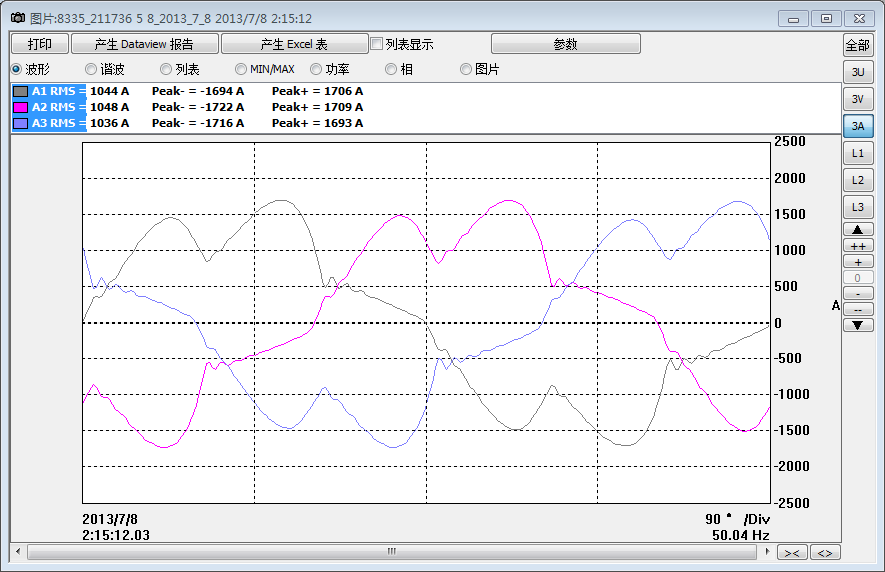 图片:8335_211736 5 8_2013_7_8 2013/7/8 2:15:12
打印 产生 Dataview 报告 产生 Excel 表 列表显示 参数 全部
波形 谐波 列表 MIN/MAX 功率 相 图片 3U
A1 RMS = 1044 A Peak- = -1694 A Peak+ = 1706 A
A2 RMS = 1048 A Peak- = -1722 A Peak+ = 1709 A
A3 RMS = 1036 A Peak- = -1716 A Peak+ = 1693 A
3V
3A
L1
L2
L3
++
+
0
-
--
2500
2000
1500
1000
500
0
-500
-1000
-1500
-2000
-2500
A
2013/7/8 90 ° /Div
2:15:12.03 50.04 Hz
>< <>